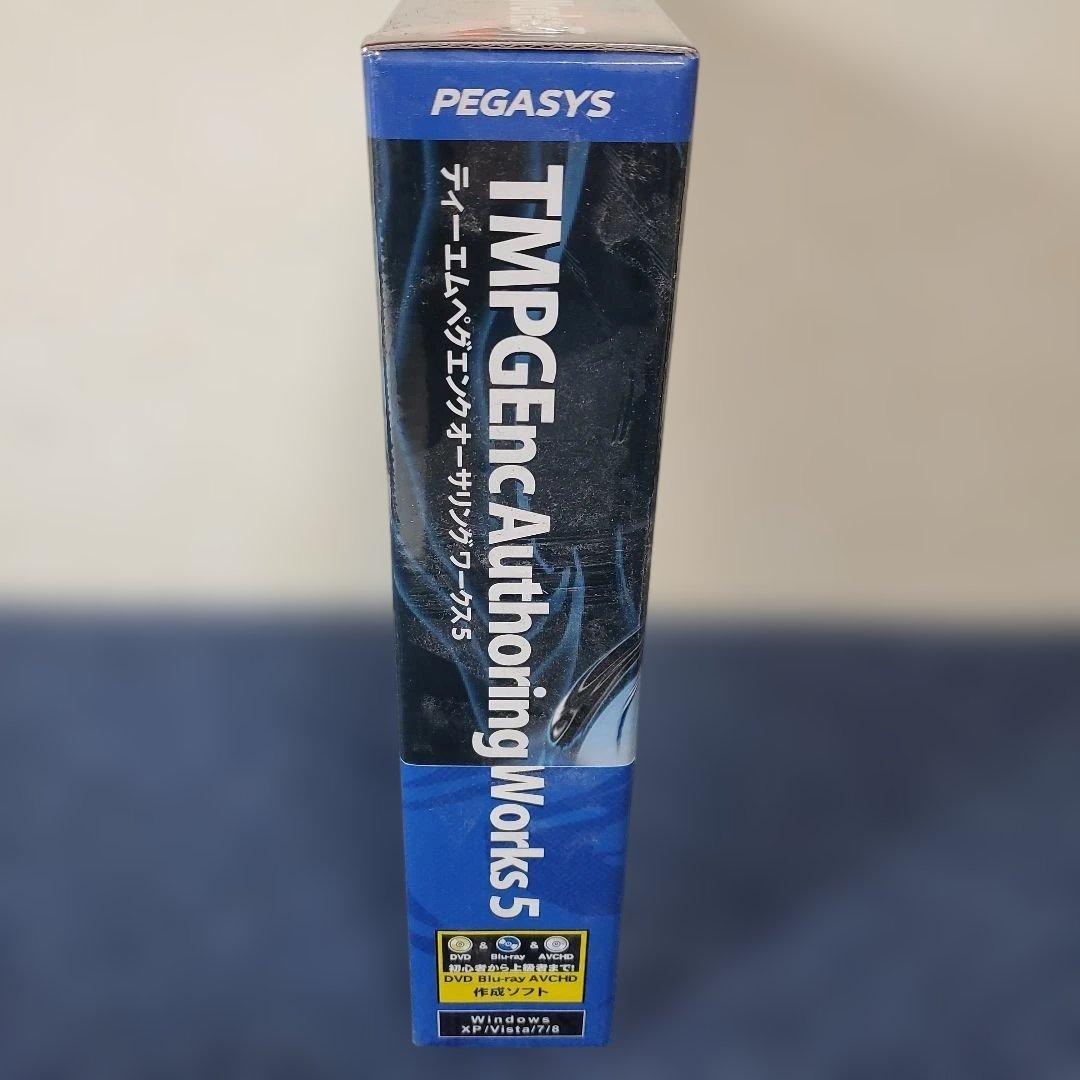 PEGASYS
TMPGEnc Authoring Works 5
ティーエムペグエンク オーサリング ワークス 5
& &
DVD Blu-ray AVCHD
初心者から上級者まで!
DVD Blu-ray AVCHD
作成ソフト
Windows
XP/Vista/7/8